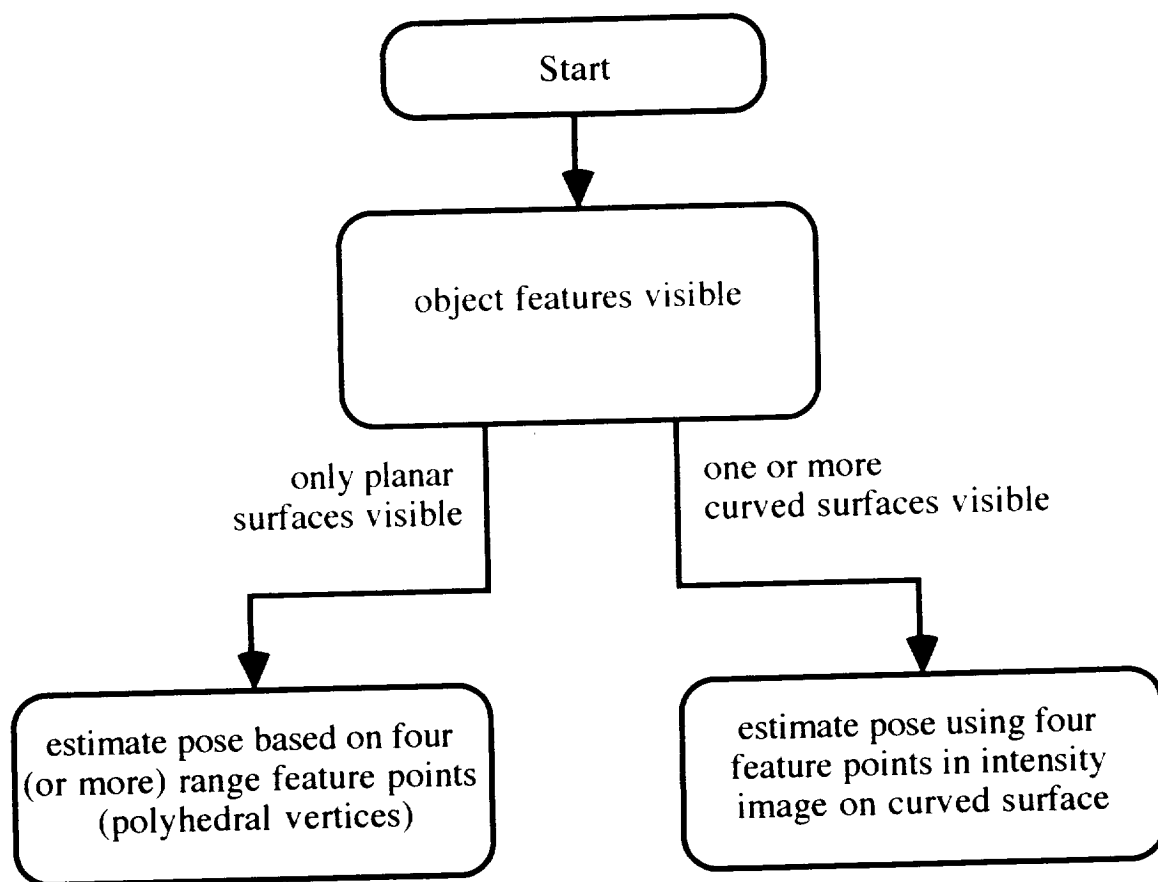 Start
object features visible
only planar
surfaces visible
one or more
curved surfaces visible
estimate pose based on four
(or more) range feature points
(polyhedral vertices)
estimate pose using four
feature points in intensity
image on curved surface